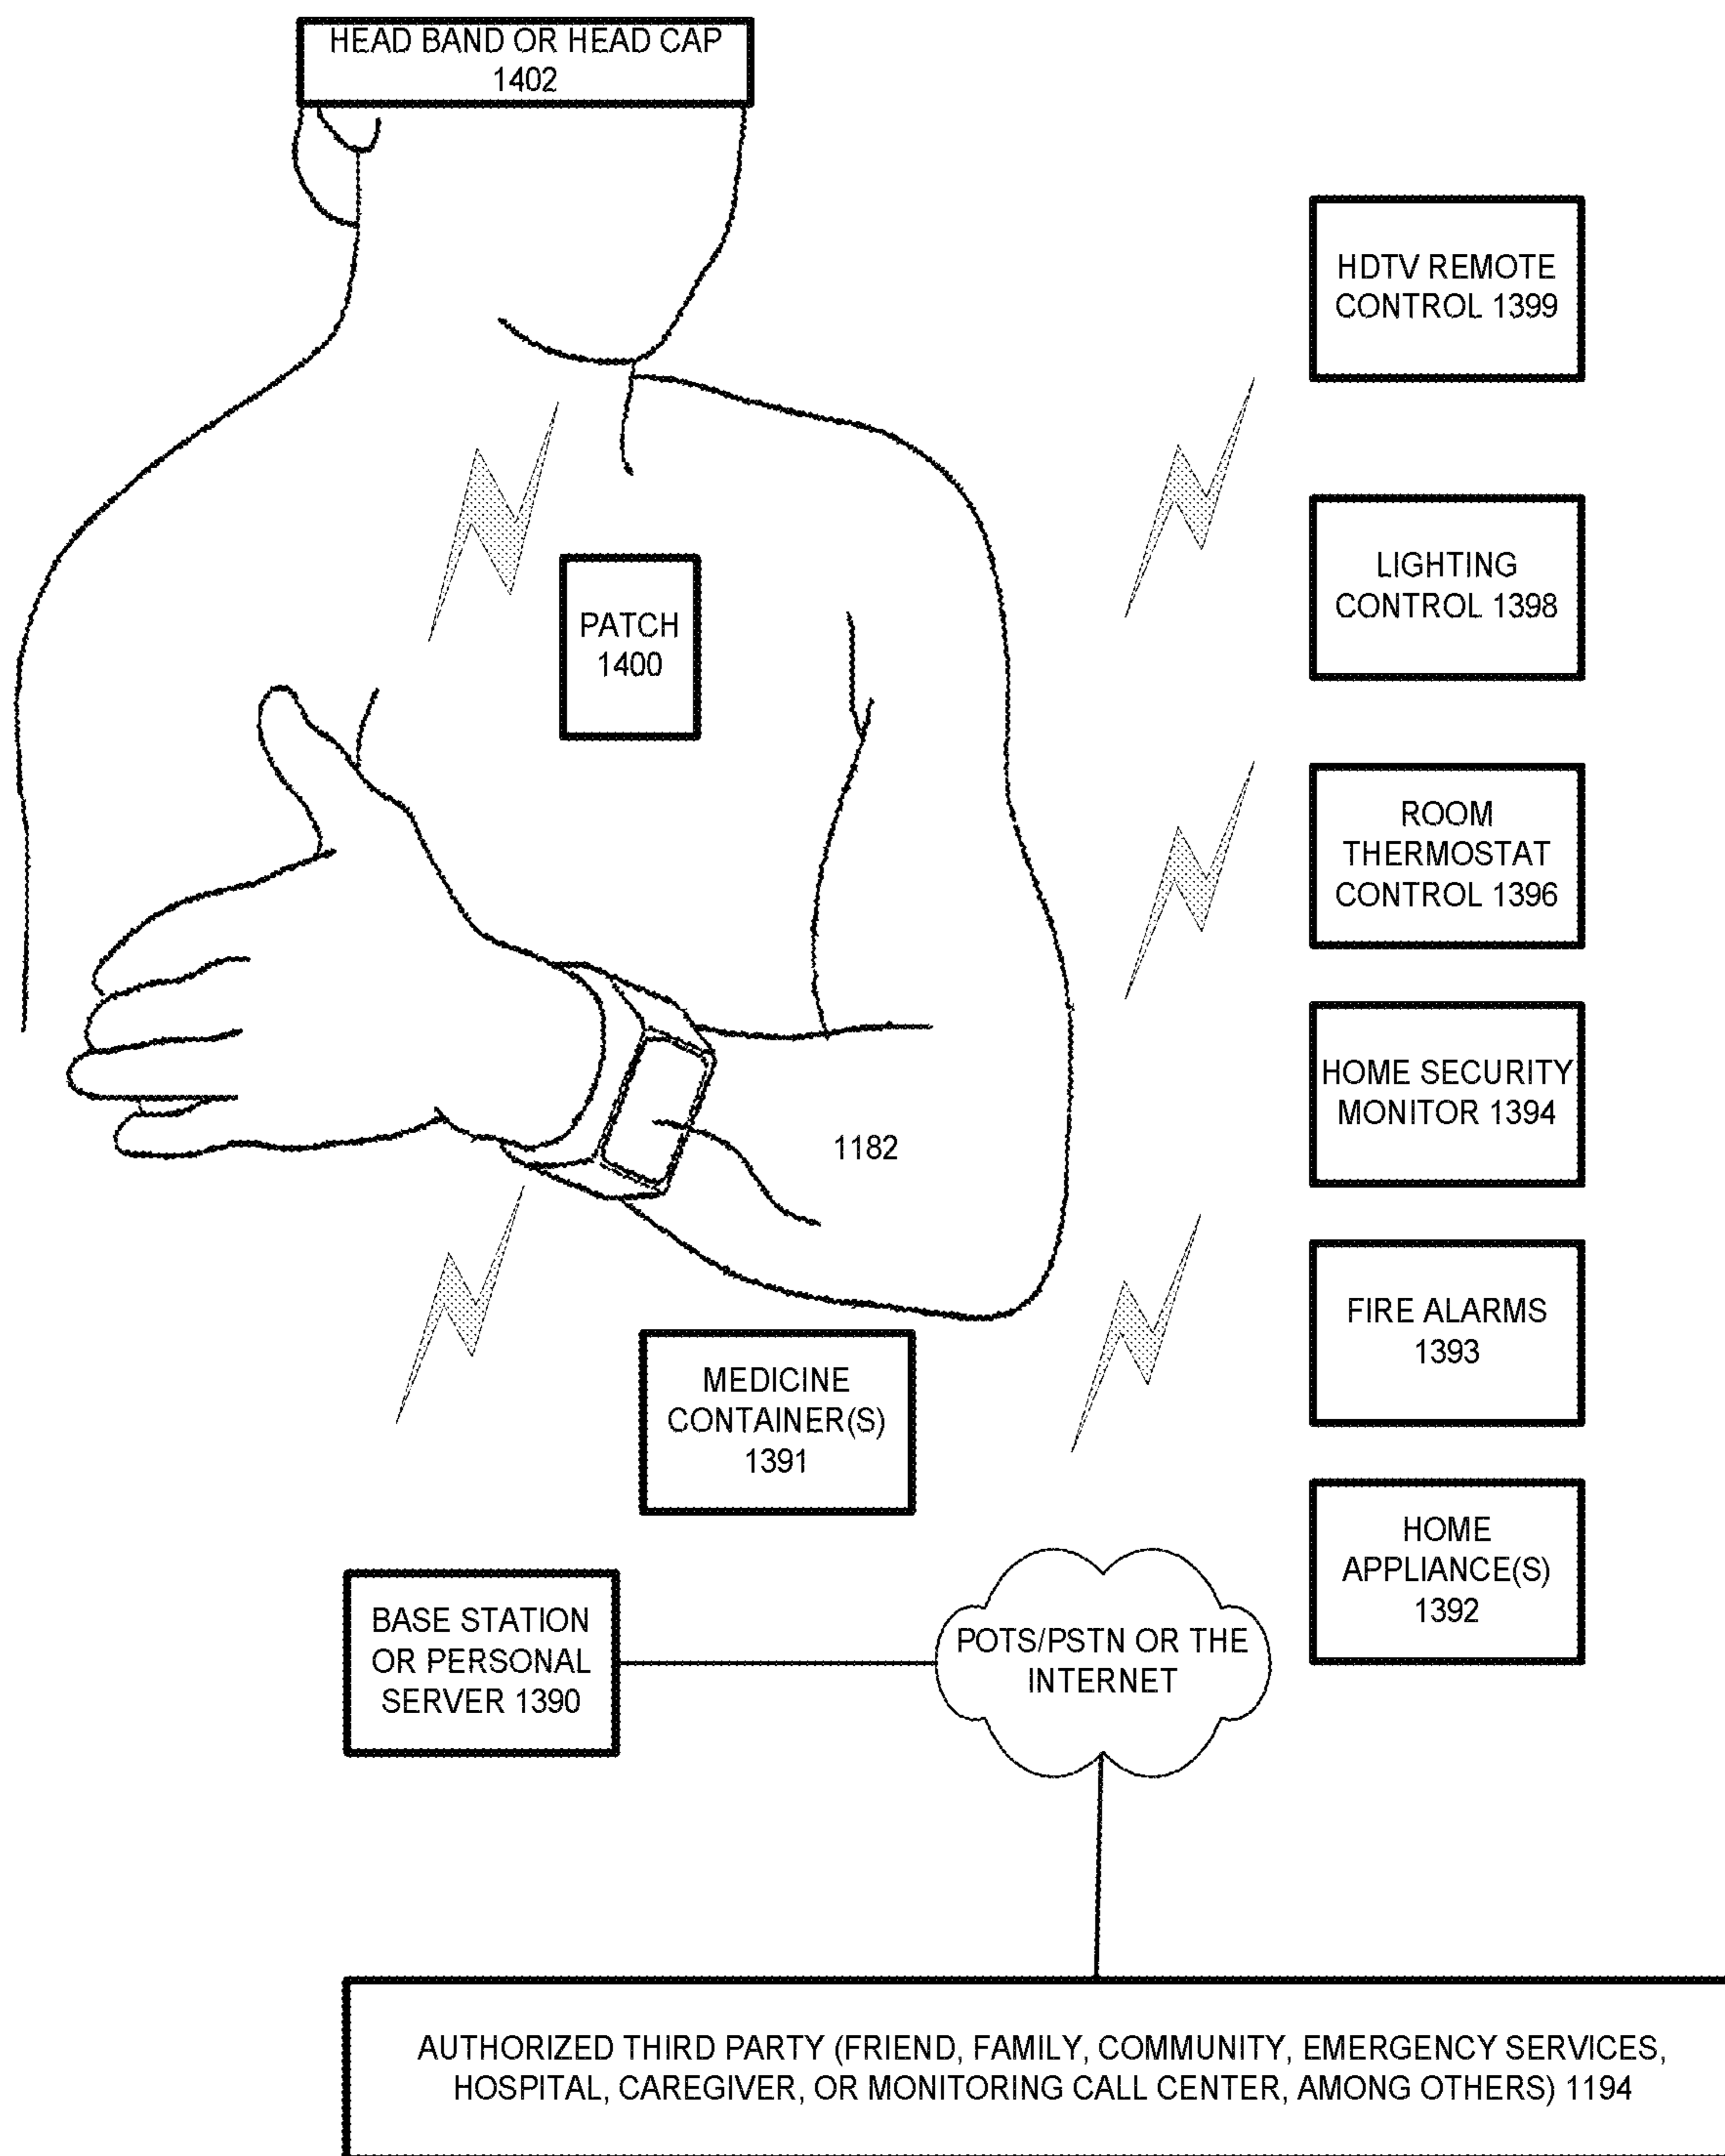 HEAD BAND OR HEAD CAP
1402
HDTV REMOTE
CONTROL 1399
LIGHTING
CONTROL 1398
PATCH
1400
ROOM
THERMOSTAT
CONTROL 1396
HOME SECURITY
MONITOR 1394
1182
FIRE ALARMS
1393
MEDICINE
CONTAINER(S)
1391
HOME
APPLIANCE(S)
1392
BASE STATION
OR PERSONAL
SERVER 1390
POTS/PSTN OR THE
INTERNET
AUTHORIZED THIRD PARTY (FRIEND, FAMILY, COMMUNITY, EMERGENCY SERVICES,
HOSPITAL, CAREGIVER, OR MONITORING CALL CENTER, AMONG OTHERS) 1194